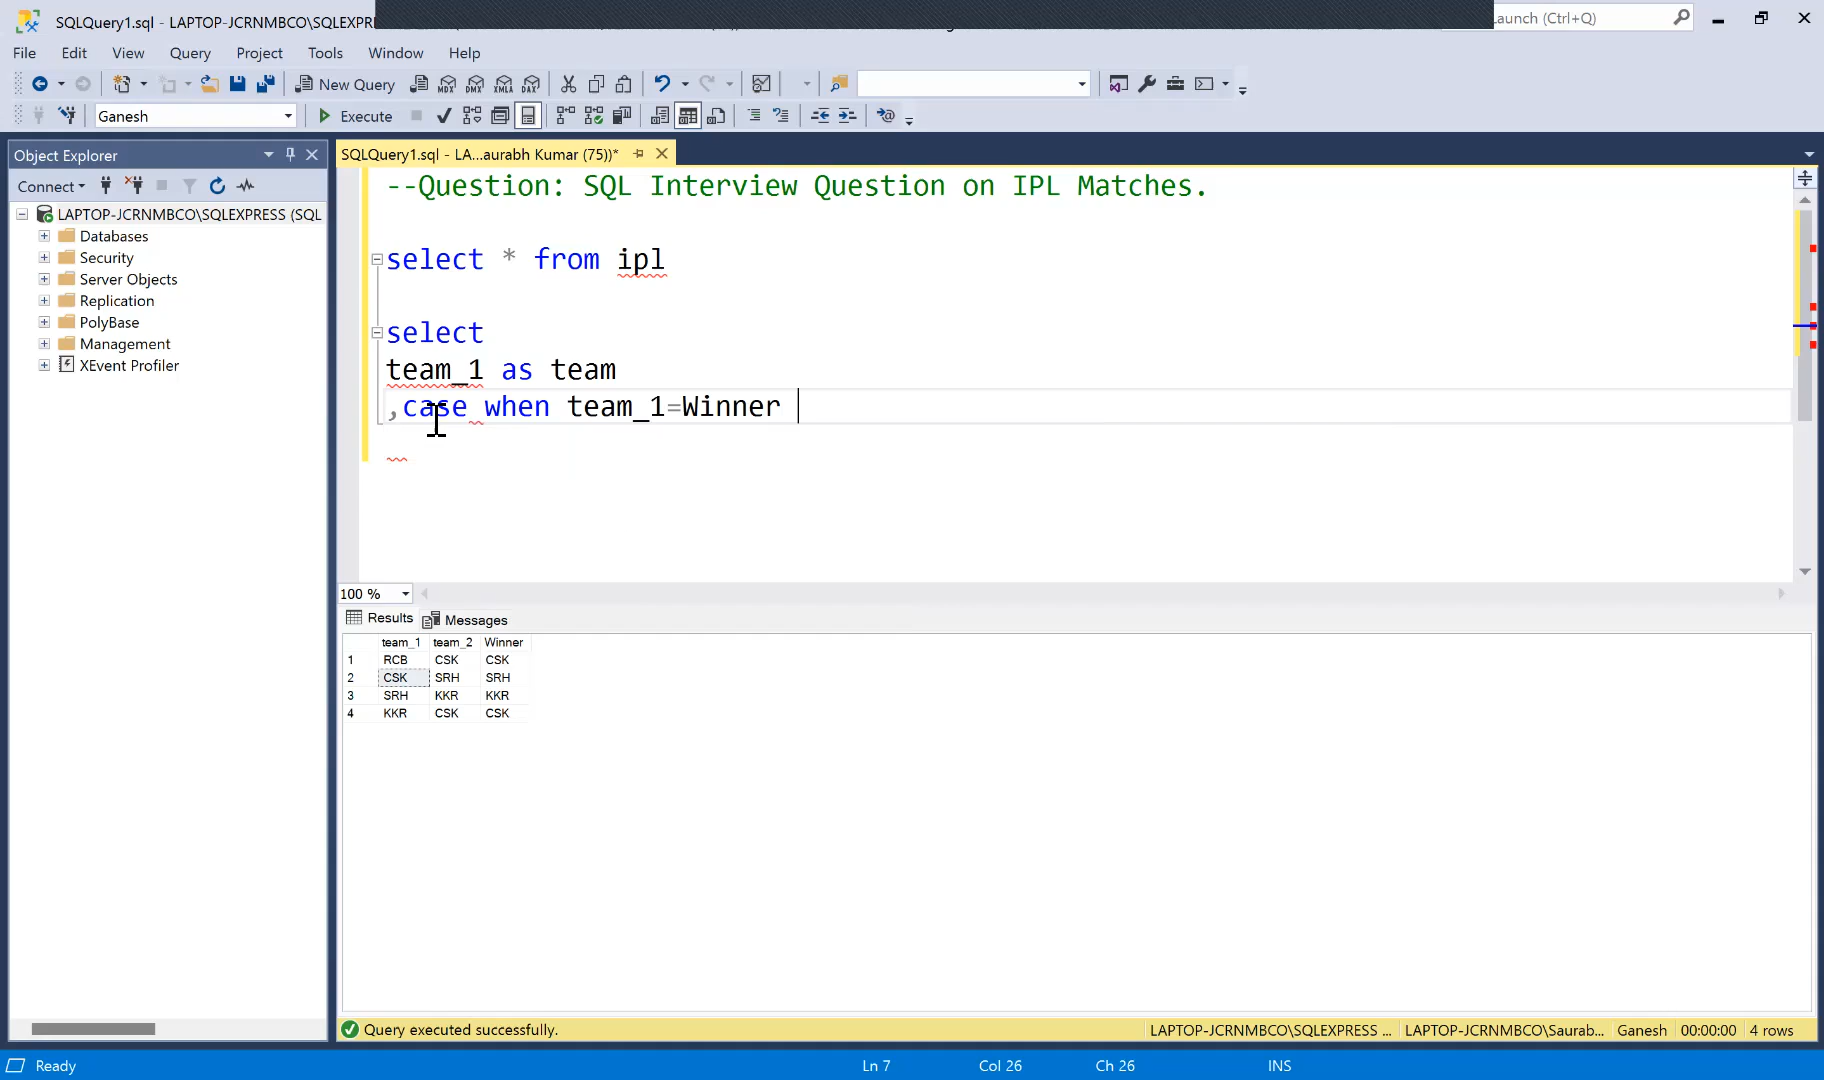 SQLQuery1.sql - LAPTOP-JCRNMBCO\SQLEXPR
Launch (Ctrl+Q)
File Edit View Query Project Tools Window Help
New Query MDX DMX XMLA DAX
Ganesh Execute
Object Explorer
Connect
LAPTOP-JCRNMBCO\SQLEXPRESS (SQL
Databases
Security
Server Objects
Replication
PolyBase
Management
XEvent Profiler
SQLQuery1.sql - LA...aurabh Kumar (75))*
--Question: SQL Interview Question on IPL Matches.
select * from ipl
select
team_1 as team
,case when team_1=Winner
100 %
Results Messages
team_1 team_2 Winner
1 RCB CSK CSK
2 CSK SRH SRH
3 SRH KKR KKR
4 KKR CSK CSK
Query executed successfully.
LAPTOP-JCRNMBCO\SQLEXPRESS ... LAPTOP-JCRNMBCO\Saurab... Ganesh 00:00:00 4 rows
Ready Ln 7 Col 26 Ch 26 INS